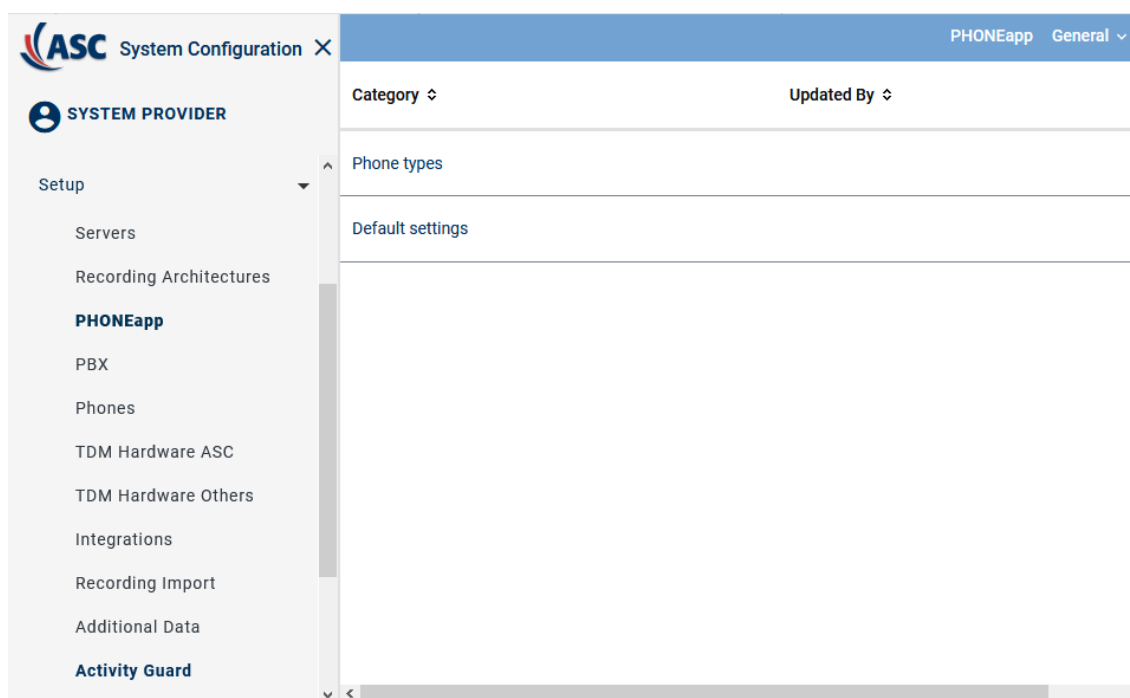 ASC System Configuration
SYSTEM PROVIDER
Setup
Servers
Recording Architectures
PHONEapp
PBX
Phones
TDM Hardware ASC
TDM Hardware Others
Integrations
Recording Import
Additional Data
Activity Guard
PHONEapp General
Category Updated By
Phone types
Default settings